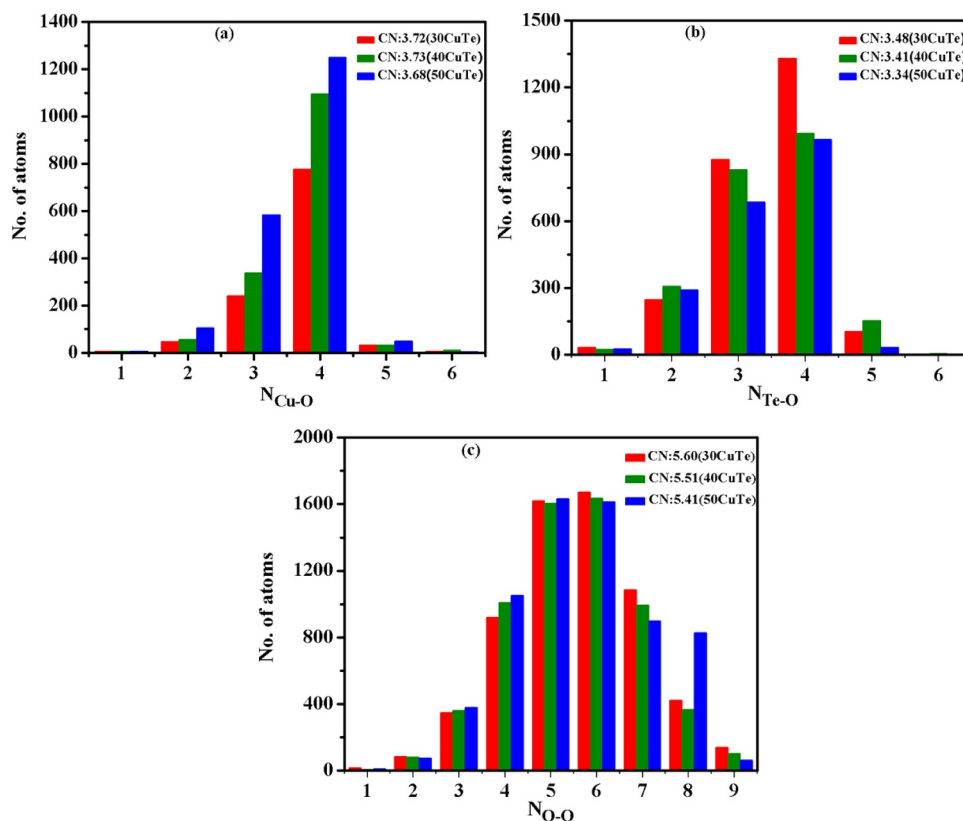 (a)
CN:3.72(30CuTe)
CN:3.73(40CuTe)
CN:3.68(50CuTe)
1400
1200
1000
800
600
400
200
0
No. of atoms
1 2 3 4 5 6
N_Cu-O
(b)
CN:3.48(30CuTe)
CN:3.41(40CuTe)
CN:3.34(50CuTe)
1500
1200
900
600
300
0
No. of atoms
1 2 3 4 5 6
N_Te-O
(c)
CN:5.60(30CuTe)
CN:5.51(40CuTe)
CN:5.41(50CuTe)
2000
1600
1200
800
400
0
No. of atoms
1 2 3 4 5 6 7 8 9
N_O-O